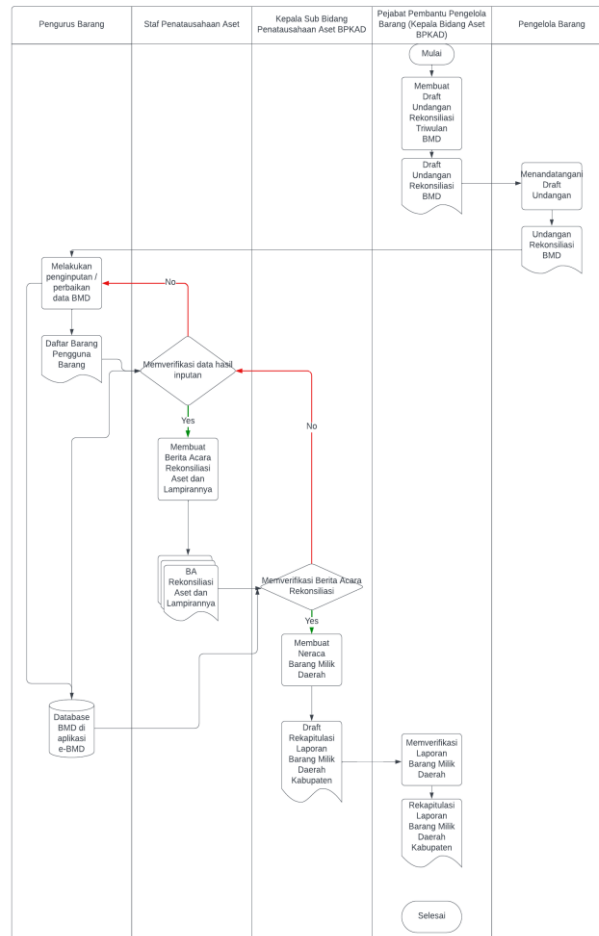 Pengurus Barang
Staf Penatausahaan Aset
Kepala Sub Bidang
Penatausahaan Aset BPKAD
Pejabat Pembantu Pengelola
Barang (Kepala Bidang Aset
BPKAD)
Pengelola Barang
Mulai
Membuat
Draft
Undangan
Rekonsiliasi
Triwulan
BMD
Draft
Undangan
Rekonsiliasi
BMD
Menandatangani
Draft
Undangan
Undangan
Rekonsiliasi
BMD
Melakukan
penginputan /
perbaikan
data BMD
No
Daftar Barang
Pengguna
Barang
Memverifikasi data hasil
inputan
Yes
No
Membuat
Berita Acara
Rekonsiliasi
Aset dan
Lampirannya
BA
Rekonsiliasi
Aset dan
Lampirannya
Memverifikasi Berita Acara
Rekonsiliasi
Yes
Membuat
Neraca
Barang Milik
Daerah
Database
BMD di
aplikasi
e-BMD
Draft
Rekapitulasi
Laporan
Barang Milik
Daerah
Kabupaten
Memverifikasi
Laporan
Barang Milik
Daerah
Rekapitulasi
Laporan
Barang Milik
Daerah
Kabupaten
Selesai